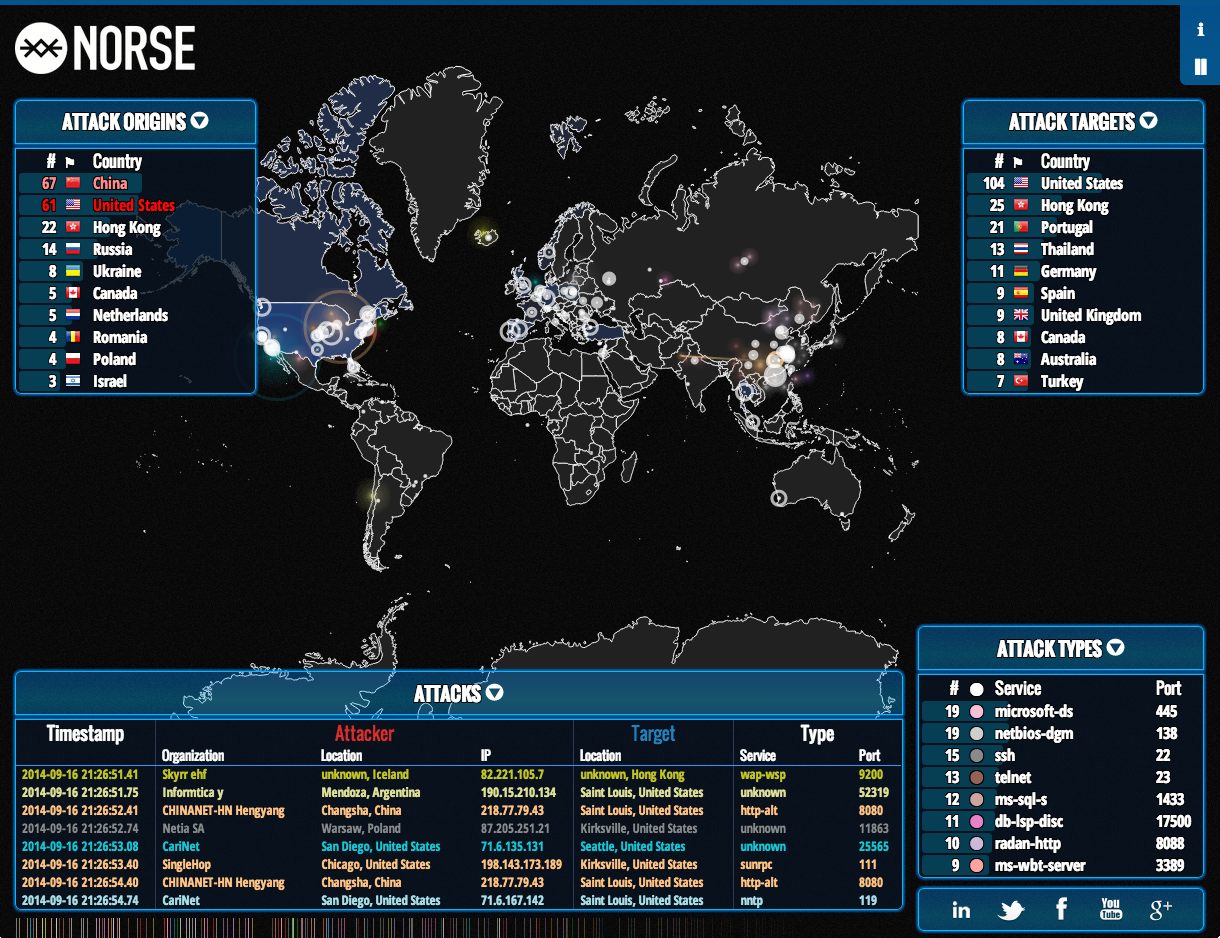 NORSE
ATTACK ORIGINS
# Country
67 China
61 United States
22 Hong Kong
14 Russia
8 Ukraine
5 Canada
5 Netherlands
4 Romania
4 Poland
3 Israel
ATTACK TARGETS
# Country
104 United States
25 Hong Kong
21 Portugal
13 Thailand
11 Germany
9 Spain
9 United Kingdom
8 Canada
8 Australia
7 Turkey
ATTACKS
Timestamp Attacker Target Type
Organization Location IP Location Service Port
2014-09-16 21:26:51.41 Skyrr ehf unknown, Iceland 82.221.105.7 unknown, Hong Kong wap-wsp 9200
2014-09-16 21:26:51.75 Informtica y Mendoza, Argentina 190.15.210.134 Saint Louis, United States unknown 52319
2014-09-16 21:26:52.41 CHINANET-HN Hengyang Changsha, China 218.77.79.43 Saint Louis, United States http-alt 8080
2014-09-16 21:26:52.74 Netia SA Warsaw, Poland 87.205.251.21 Kirksville, United States unknown 11863
2014-09-16 21:26:53.08 CariNet San Diego, United States 71.6.135.131 Seattle, United States unknown 25565
2014-09-16 21:26:53.40 SingleHop Chicago, United States 198.143.173.189 Kirksville, United States sunrpc 111
2014-09-16 21:26:54.40 CHINANET-HN Hengyang Changsha, China 218.77.79.43 Saint Louis, United States http-alt 8080
2014-09-16 21:26:54.74 CariNet San Diego, United States 71.6.167.142 Saint Louis, United States nntp 119
ATTACK TYPES
# Service Port
19 microsoft-ds 445
19 netbios-dgm 138
15 ssh 22
13 telnet 23
12 ms-sql-s 1433
11 db-lsp-disc 17500
10 radan-http 8088
9 ms-wbt-server 3389
in f You Tube g+